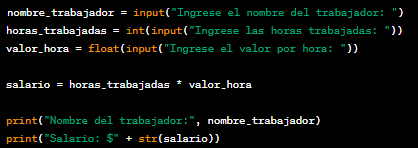 nombre_trabajador = input("Ingrese el nombre del trabajador: ")
horas_trabajadas = int(input("Ingrese las horas trabajadas: "))
valor_hora = float(input("Ingrese el valor por hora: "))
salario = horas_trabajadas * valor_hora
print("Nombre del trabajador:", nombre_trabajador)
print("Salario: $" + str(salario))